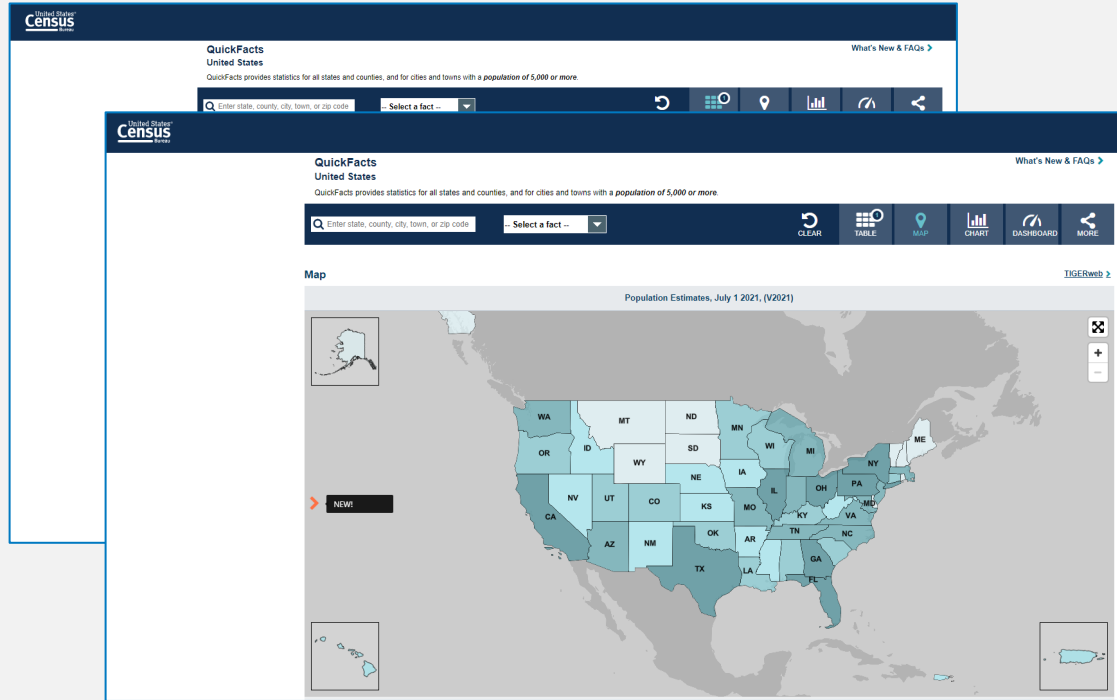 United States®
Census
Bureau
What's New & FAQs
QuickFacts
United States
QuickFacts provides statistics for all states and counties, and for cities and towns with a population of 5,000 or more.
Enter state, county, city, town, or zip code
-- Select a fact --
1
United States®
Census
Bureau
What's New & FAQs
QuickFacts
United States
QuickFacts provides statistics for all states and counties, and for cities and towns with a population of 5,000 or more.
Enter state, county, city, town, or zip code
-- Select a fact --
CLEAR
1
TABLE
MAP
CHART
DASHBOARD
MORE
Map
TIGERweb
Population Estimates, July 1 2021, (V2021)
+
−
WA MT ND MN ME
OR ID WY SD WI MI NY
NE IA PA
NV UT CO IL OH MD
CA KS MO KY VA
AZ NM OK AR TN NC
TX LA GA
FL
NEW!